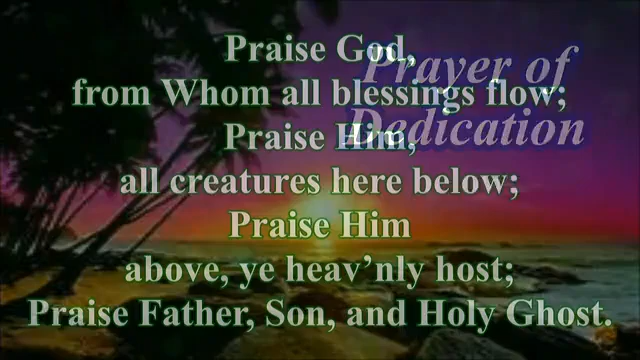 Praise God,
from Whom all blessings flow;
Praise Him,
all creatures here below;
Praise Him
above, ye heav’nly host;
Praise Father, Son, and Holy Ghost.
Prayer of
Dedication